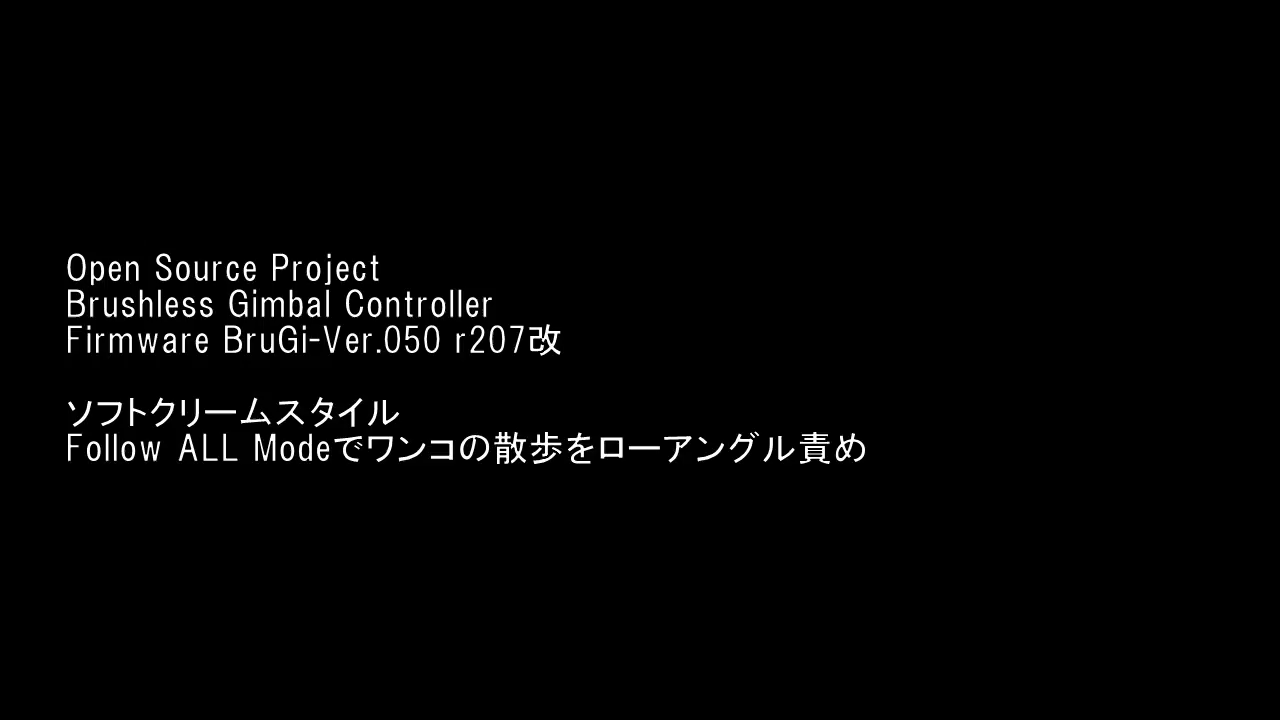 Open Source Project
Brushless Gimbal Controller
Firmware BruGi-Ver.050 r207改
ソフトクリームスタイル
Follow ALL Modeでワンコの散歩をローアングル責め